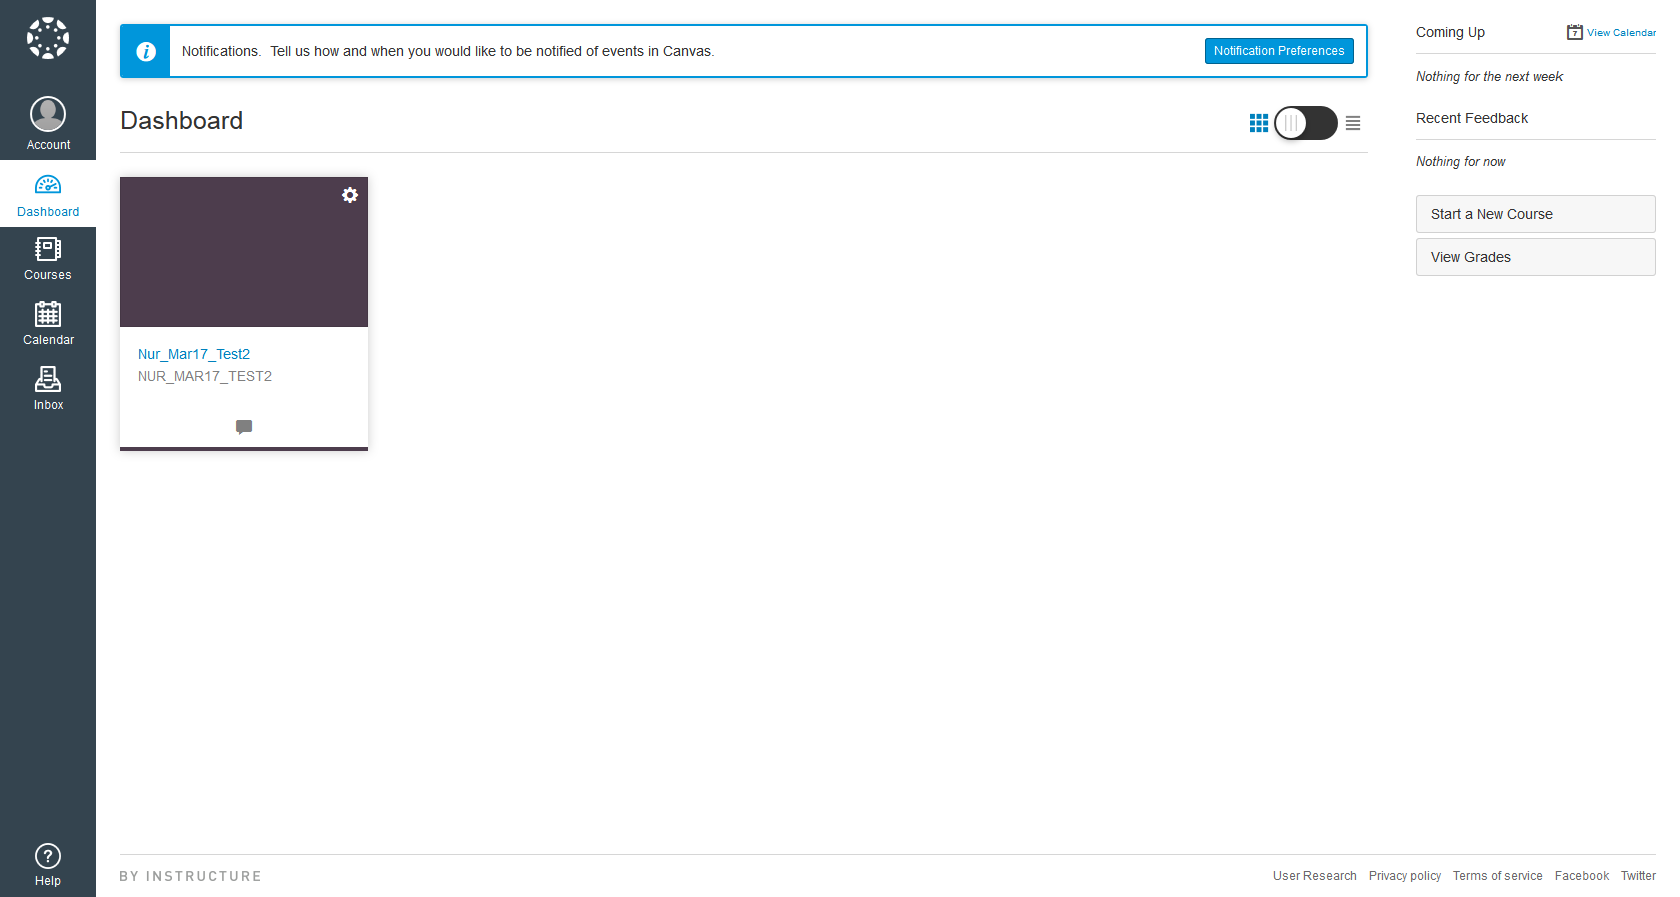 Account
Dashboard
Courses
Calendar
Inbox
Help
Notifications. Tell us how and when you would like to be notified of events in Canvas.
Notification Preferences
Dashboard
Nur_Mar17_Test2
NUR_MAR17_TEST2
Coming Up
7 View Calendar
Nothing for the next week
Recent Feedback
Nothing for now
Start a New Course
View Grades
BY INSTRUCTURE
User Research Privacy policy Terms of service Facebook Twitter